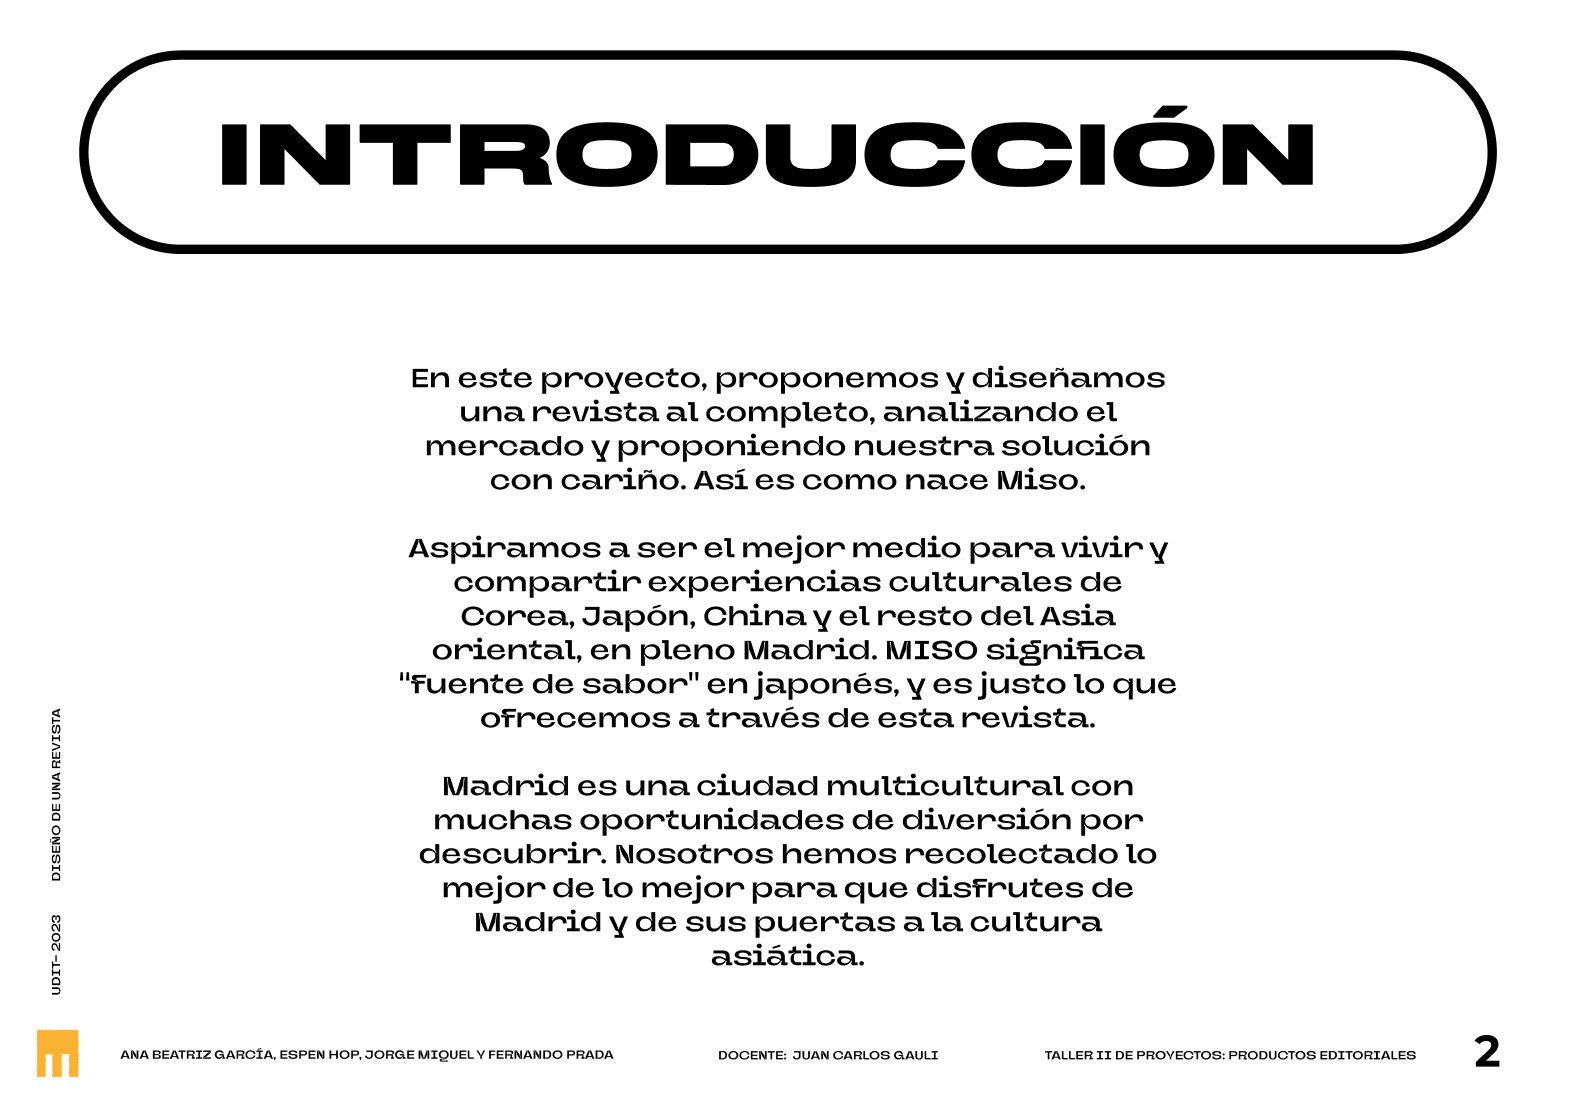 INTRODUCCIÓN
En este proyecto, proponemos y diseñamos
una revista al completo, analizando el
mercado y proponiendo nuestra solución
con cariño. Así es como nace Miso.
Aspiramos a ser el mejor medio para vivir y
compartir experiencias culturales de
Corea, Japón, China y el resto del Asia
oriental, en pleno Madrid. MISO significa
"fuente de sabor" en japonés, y es justo lo que
ofrecemos a través de esta revista.
Madrid es una ciudad multicultural con
muchas oportunidades de diversión por
descubrir. Nosotros hemos recolectado lo
mejor de lo mejor para que disfrutes de
Madrid y de sus puertas a la cultura
asiática.
UDIT- 2023 DISEÑO DE UNA REVISTA
ANA BEATRIZ GARCÍA, ESPEN HOP, JORGE MIQUEL Y FERNANDO PRADA
DOCENTE: JUAN CARLOS GAULI
TALLER II DE PROYECTOS: PRODUCTOS EDITORIALES
2